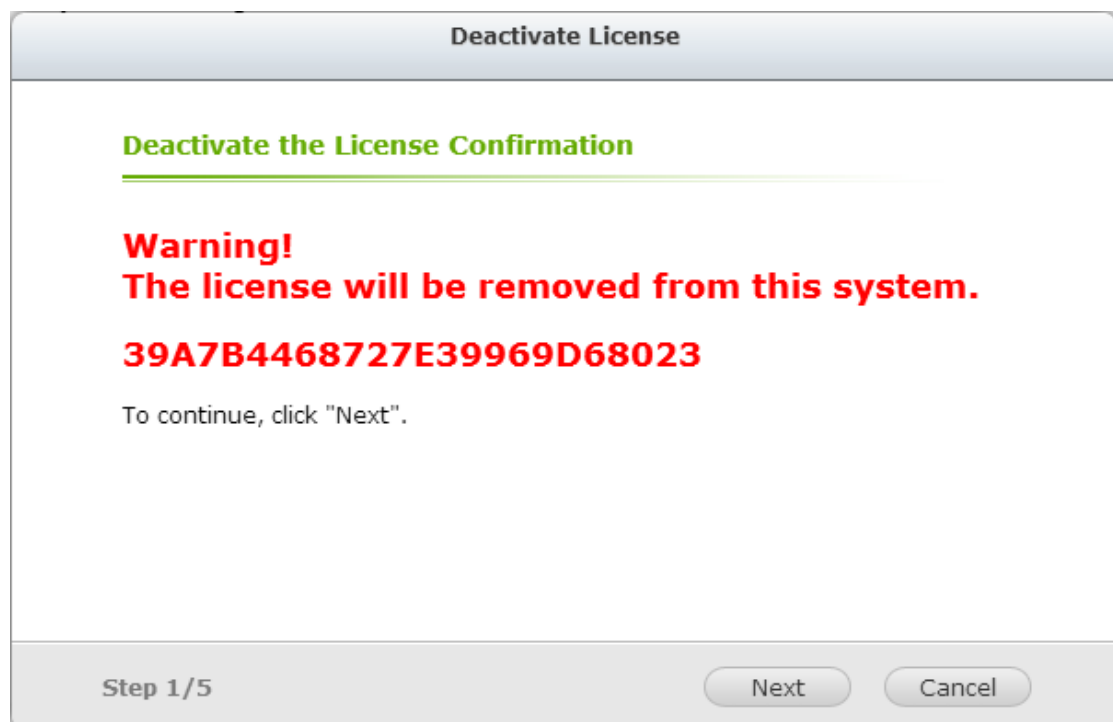 Deactivate License
Deactivate the License Confirmation
Warning!
The license will be removed from this system.
39A7B4468727E39969D68023
To continue, click "Next".
Step 1/5
Next
Cancel